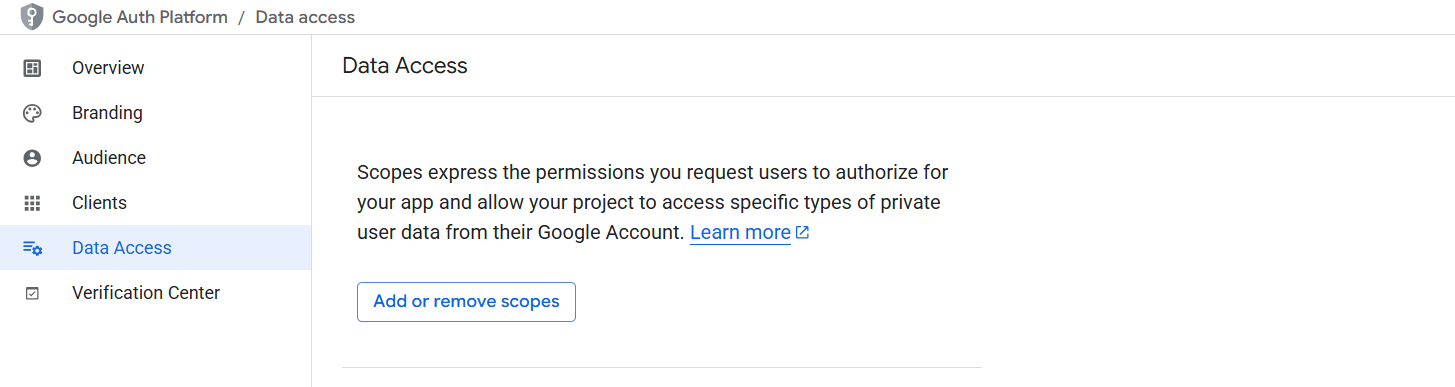 Google Auth Platform / Data access
Overview
Branding
Audience
Clients
Data Access
Verification Center
Data Access
Scopes express the permissions you request users to authorize for
your app and allow your project to access specific types of private
user data from their Google Account. Learn more
Add or remove scopes